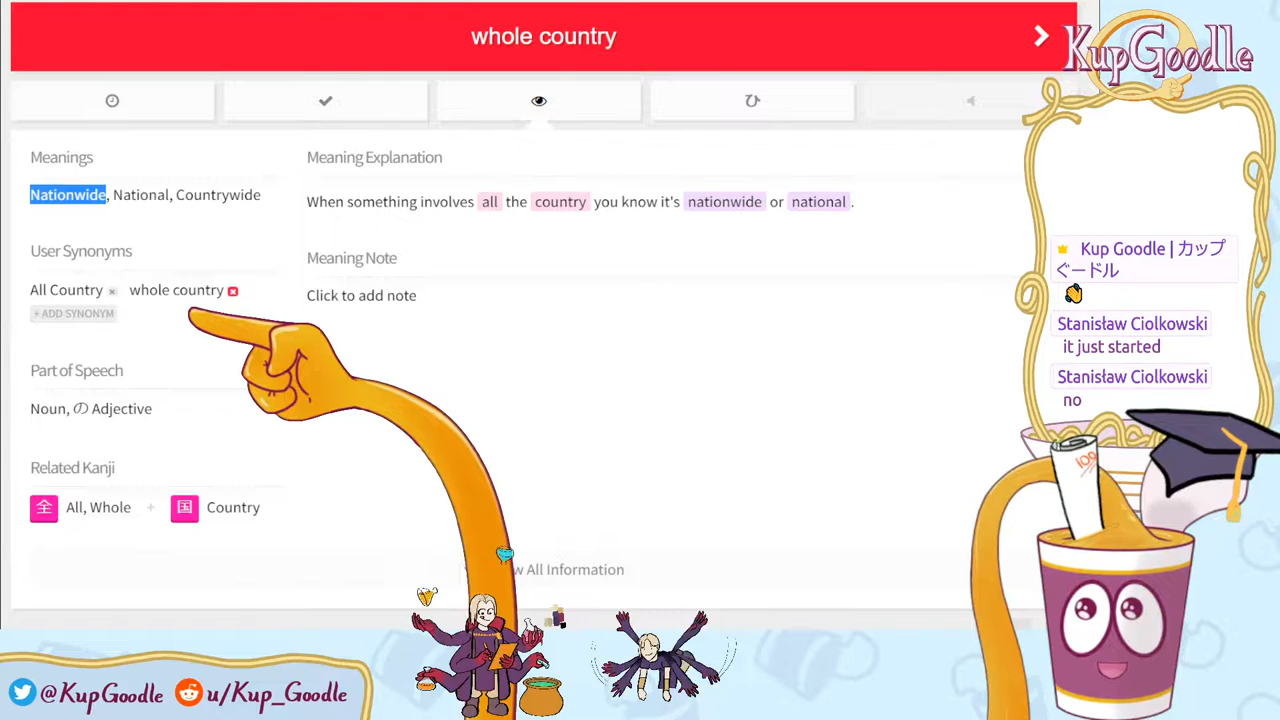 whole country
KupGoodle
ひ
Meanings
Nationwide, National, Countrywide
Meaning Explanation
When something involves all the country you know it's nationwide or national.
User Synonyms
All Country × whole country
+ ADD SYNONYM
Meaning Note
Click to add note
Part of Speech
Noun, の Adjective
Related Kanji
全 All, Whole + 国 Country
All Information
Kup Goodle | カップ
ぐードル
Stanisław Ciolkowski
it just started
Stanisław Ciolkowski
no
100
@KupGoodle u/Kup_Goodle